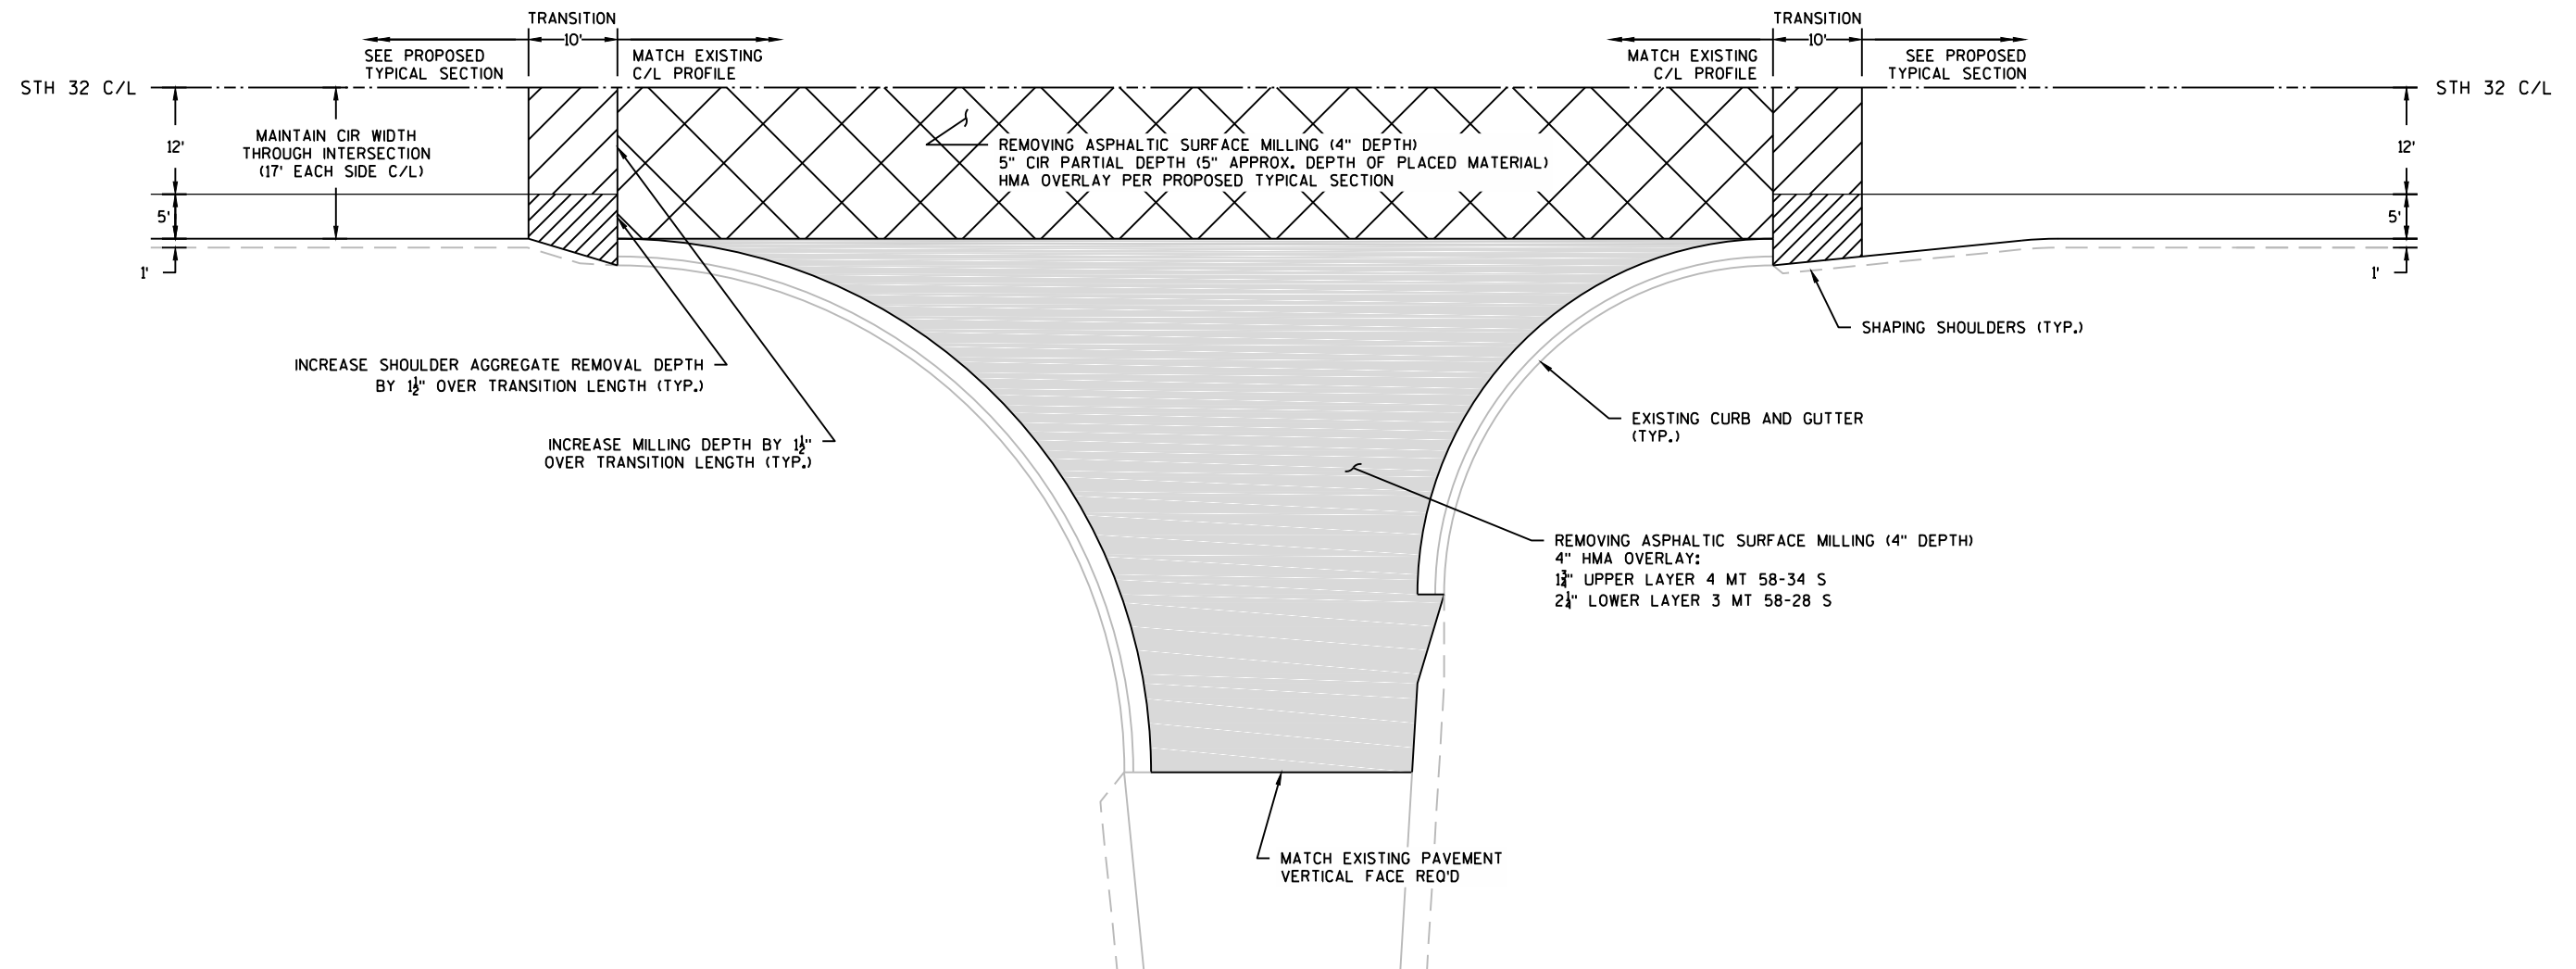 TRANSITION
10'
SEE PROPOSED
TYPICAL SECTION
MATCH EXISTING
C/L PROFILE
TRANSITION
10'
MATCH EXISTING
C/L PROFILE
SEE PROPOSED
TYPICAL SECTION
STH 32 C/L
STH 32 C/L
12'
MAINTAIN CIR WIDTH
THROUGH INTERSECTION
(17' EACH SIDE C/L)
5'
1'
REMOVING ASPHALTIC SURFACE MILLING (4" DEPTH)
5" CIR PARTIAL DEPTH (5" APPROX. DEPTH OF PLACED MATERIAL)
HMA OVERLAY PER PROPOSED TYPICAL SECTION
12'
5'
1'
SHAPING SHOULDERS (TYP.)
INCREASE SHOULDER AGGREGATE REMOVAL DEPTH
BY 1½" OVER TRANSITION LENGTH (TYP.)
INCREASE MILLING DEPTH BY 1½"
OVER TRANSITION LENGTH (TYP.)
EXISTING CURB AND GUTTER
(TYP.)
REMOVING ASPHALTIC SURFACE MILLING (4" DEPTH)
4" HMA OVERLAY:
1¾" UPPER LAYER 4 MT 58-34 S
2¼" LOWER LAYER 3 MT 58-28 S
MATCH EXISTING PAVEMENT
VERTICAL FACE REQ'D